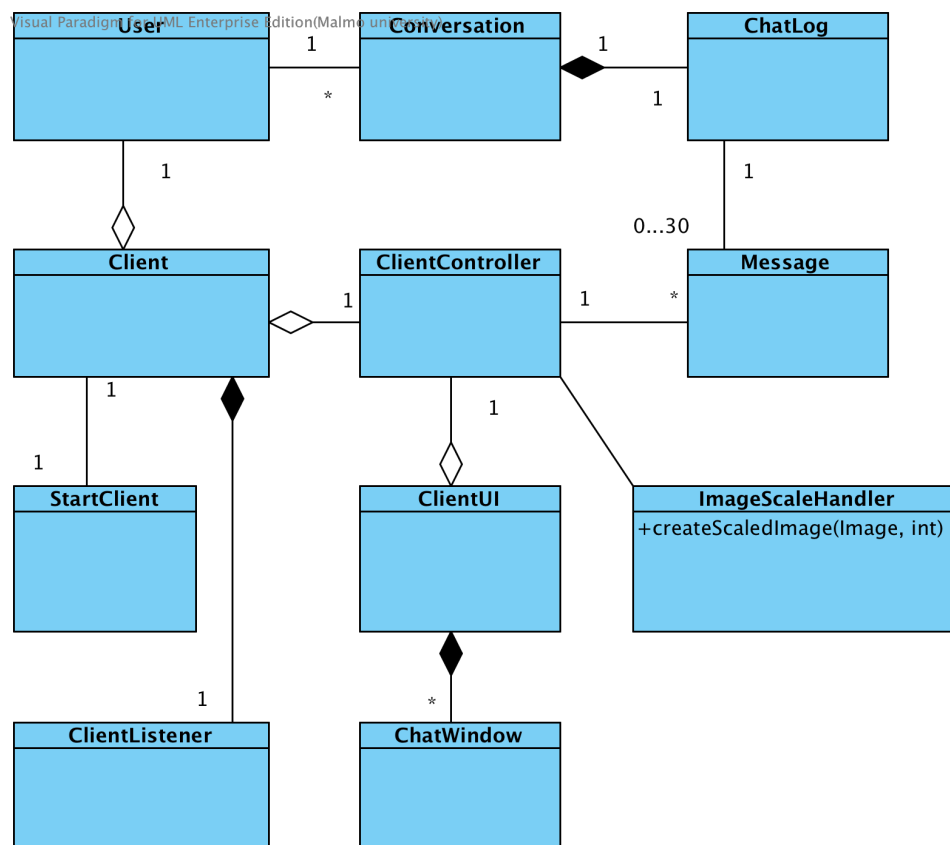 Visual Paradigm for UML Enterprise Edition(Malmo university)
User
Conversation
ChatLog
1
*
1
1
1
1
0...30
Client
ClientController
Message
1
1
*
1
1
1
StartClient
ClientUI
ImageScaleHandler
+createScaledImage(Image, int)
1
*
ClientListener
ChatWindow